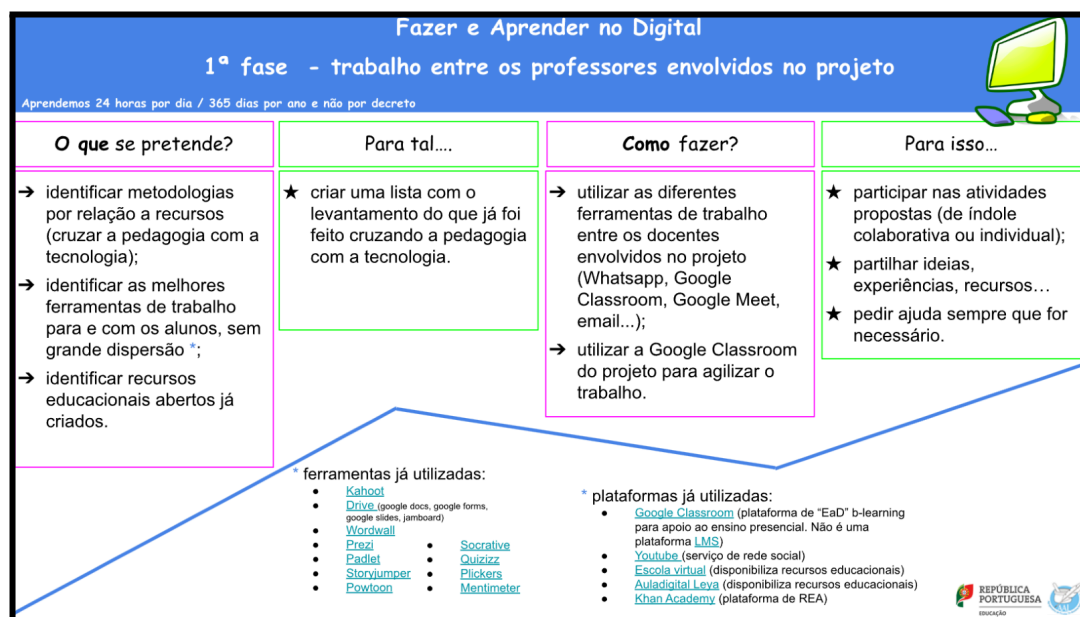 Fazer e Aprender no Digital
1ª fase - trabalho entre os professores envolvidos no projeto
Aprendemos 24 horas por dia / 365 dias por ano e não por decreto
O que se pretende?
➔ identificar metodologias
por relação a recursos
(cruzar a pedagogia com a
tecnologia);
➔ identificar as melhores
ferramentas de trabalho
para e com os alunos, sem
grande dispersão *;
➔ identificar recursos
educacionais abertos já
criados.
Para tal....
★ criar uma lista com o
levantamento do que já foi
feito cruzando a pedagogia
com a tecnologia.
Como fazer?
➔ utilizar as diferentes
ferramentas de trabalho
entre os docentes
envolvidos no projeto
(Whatsapp, Google
Classroom, Google Meet,
email...);
➔ utilizar a Google Classroom
do projeto para agilizar o
trabalho.
Para isso…
★ participar nas atividades
propostas (de índole
colaborativa ou individual);
★ partilhar ideias,
experiências, recursos…
★ pedir ajuda sempre que for
necessário.
* ferramentas já utilizadas:
● Kahoot
● Drive (google docs, google forms,
google slides, jamboard)
● Wordwall
● Prezi
● Padlet
● Storyjumper
● Powtoon
● Socrative
● Quizizz
● Plickers
● Mentimeter
* plataformas já utilizadas:
● Google Classroom (plataforma de “EaD” b-learning
para apoio ao ensino presencial. Não é uma
plataforma LMS)
● Youtube (serviço de rede social)
● Escola virtual (disponibiliza recursos educacionais)
● Auladigital Leya (disponibiliza recursos educacionais)
● Khan Academy (plataforma de REA)
REPÚBLICA
PORTUGUESA
EDUCAÇÃO